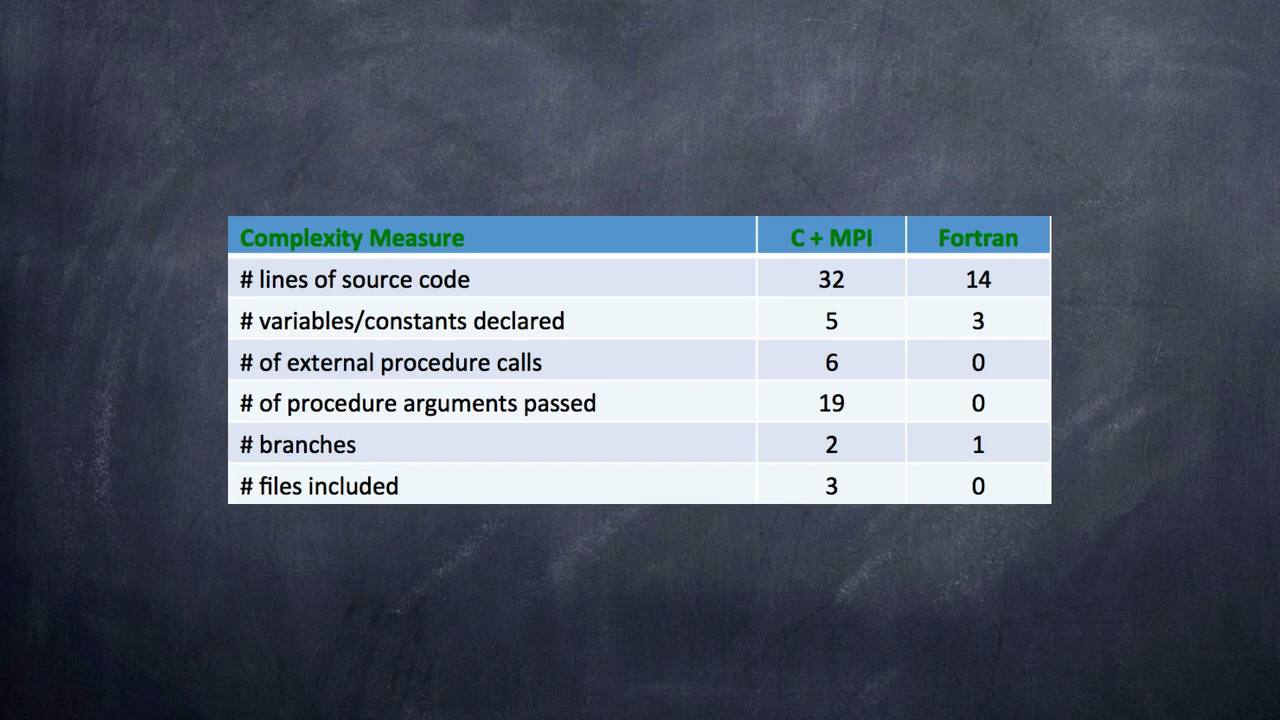 Complexity Measure C + MPI Fortran
# lines of source code 32 14
# variables/constants declared 5 3
# of external procedure calls 6 0
# of procedure arguments passed 19 0
# branches 2 1
# files included 3 0